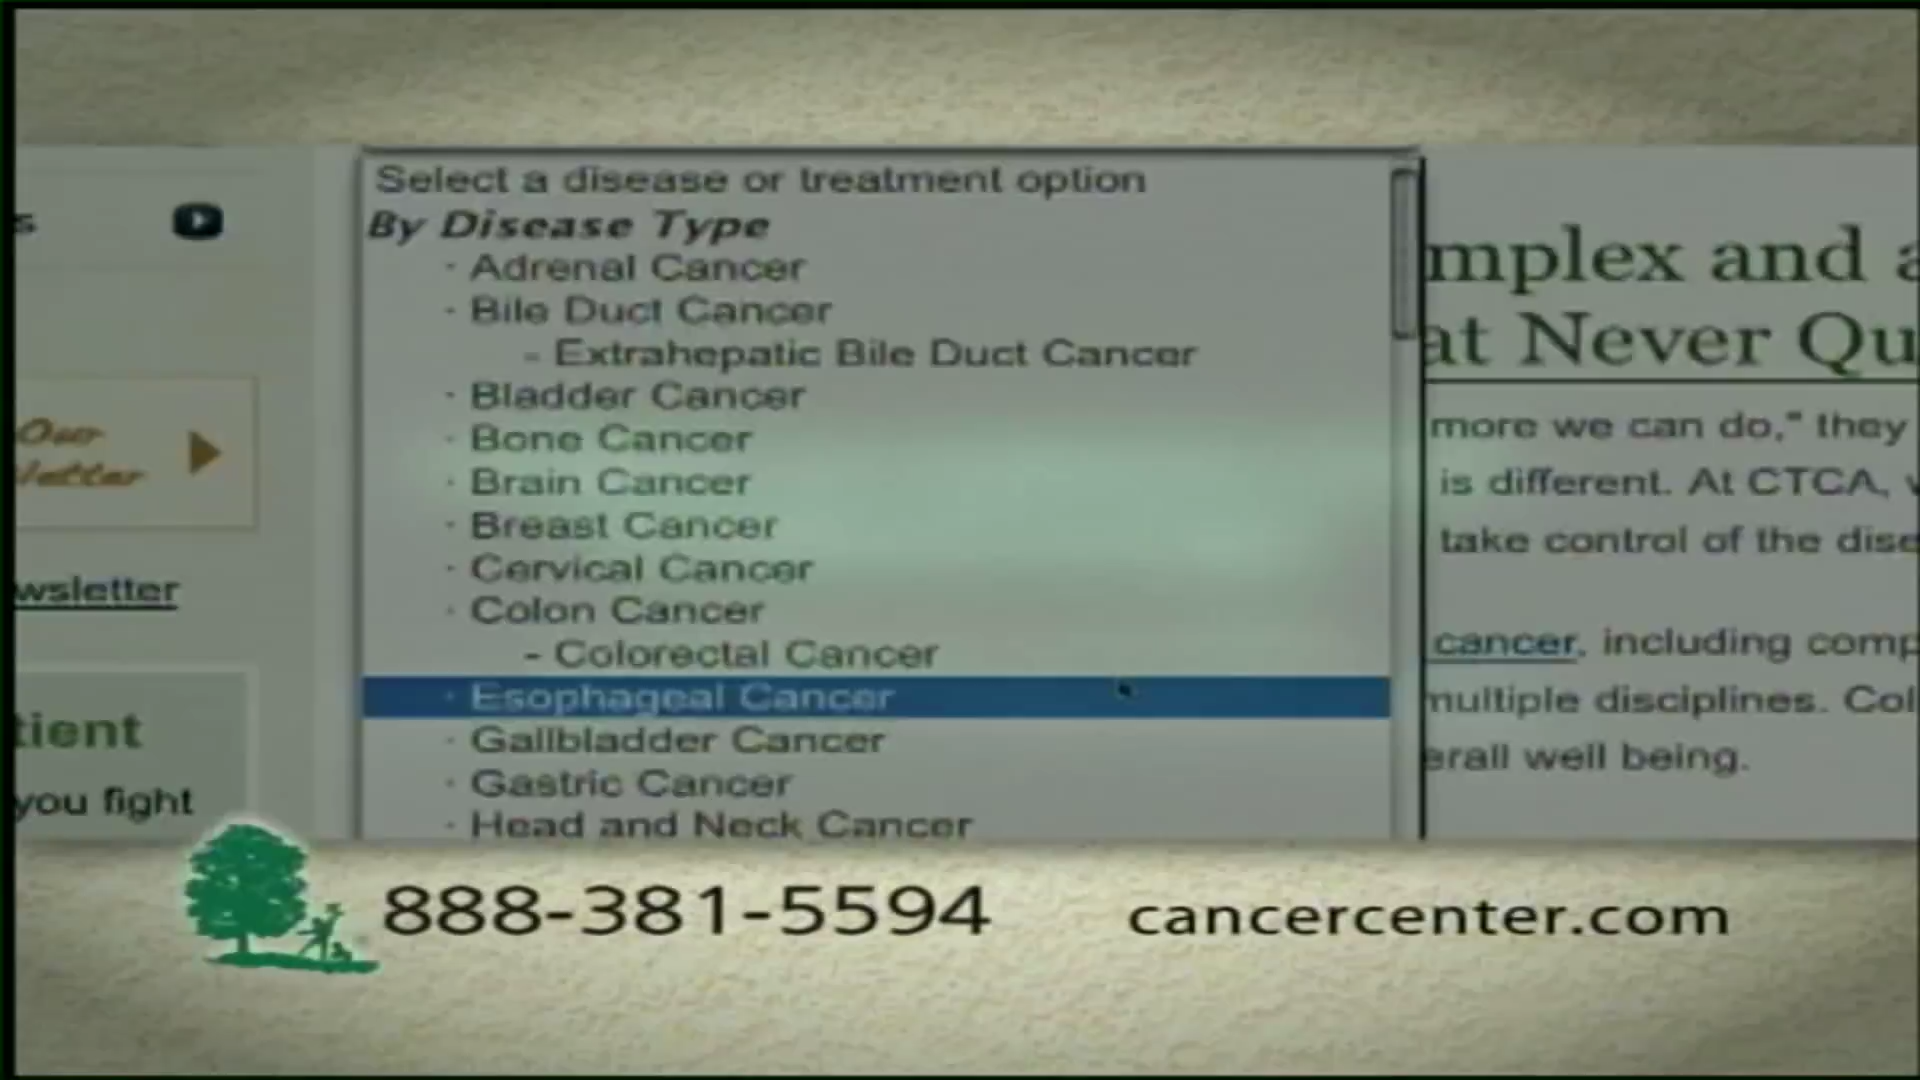 s
Our
letter
wsletter
tient
you fight
Select a disease or treatment option
By Disease Type
· Adrenal Cancer
· Bile Duct Cancer
- Extrahepatic Bile Duct Cancer
· Bladder Cancer
· Bone Cancer
· Brain Cancer
· Breast Cancer
· Cervical Cancer
· Colon Cancer
- Colorectal Cancer
· Esophageal Cancer
· Gallbladder Cancer
· Gastric Cancer
· Head and Neck Cancer
mplex and a
at Never Qu
more we can do," they
is different. At CTCA, w
take control of the dise
cancer, including comp
multiple disciplines. Col
erall well being.
888-381-5594
cancercenter.com